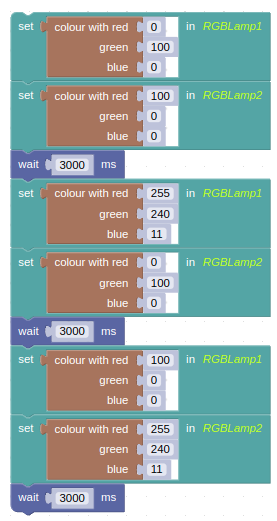 set colour with red 0 in RGBLamp1
green 100
blue 0
set colour with red 100 in RGBLamp2
green 0
blue 0
wait 3000 ms
set colour with red 255 in RGBLamp1
green 240
blue 11
set colour with red 0 in RGBLamp2
green 100
blue 0
wait 3000 ms
set colour with red 100 in RGBLamp1
green 0
blue 0
set colour with red 255 in RGBLamp2
green 240
blue 11
wait 3000 ms